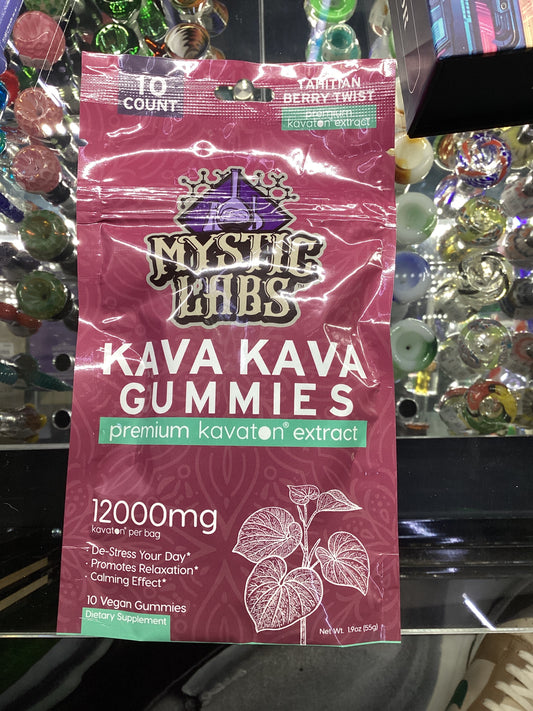 10
COUNT
TAHITIAN
BERRY TWIST
premium
kavaton® extract
MYSTIC
LABS
KAVA KAVA
GUMMIES
premium kavaton® extract
12000mg
kavaton® per bag
· De-Stress Your Day*
· Promotes Relaxation*
· Calming Effect*
10 Vegan Gummies
Dietary Supplement
Net Wt. 1.9oz (55g)